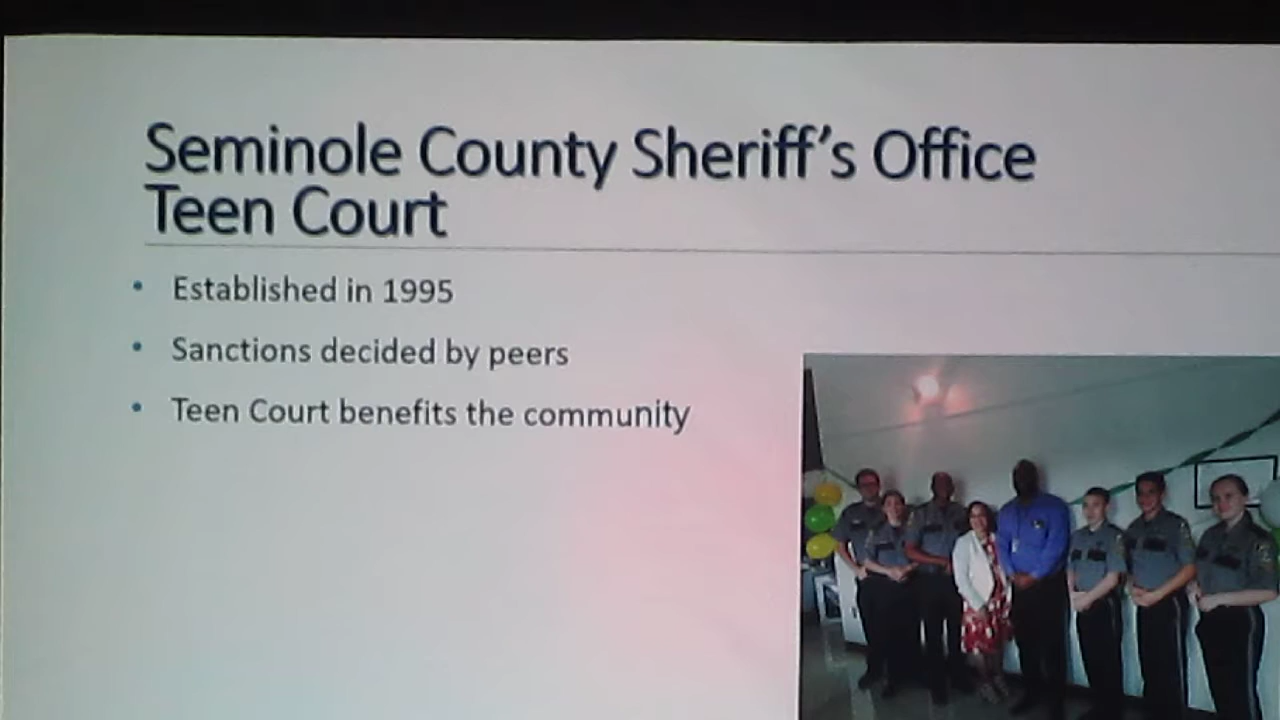 Seminole County Sheriff's Office
Teen Court
• Established in 1995
• Sanctions decided by peers
• Teen Court benefits the community